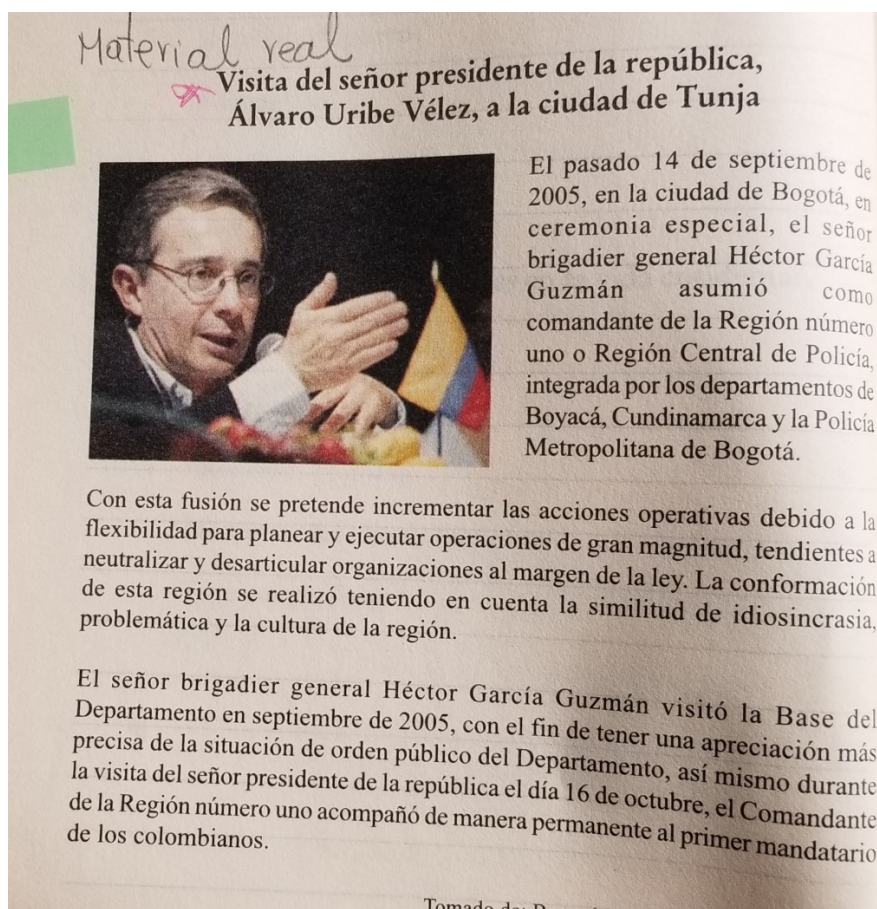 Material real
Visita del señor presidente de la república,
Álvaro Uribe Vélez, a la ciudad de Tunja
El pasado 14 de septiembre de
2005, en la ciudad de Bogotá, en
ceremonia especial, el señor
brigadier general Héctor García
Guzmán asumió como
comandante de la Región número
uno o Región Central de Policía,
integrada por los departamentos de
Boyacá, Cundinamarca y la Policía
Metropolitana de Bogotá.
Con esta fusión se pretende incrementar las acciones operativas debido a la
flexibilidad para planear y ejecutar operaciones de gran magnitud, tendientes a
neutralizar y desarticular organizaciones al margen de la ley. La conformación
de esta región se realizó teniendo en cuenta la similitud de idiosincrasia,
problemática y la cultura de la región.
El señor brigadier general Héctor García Guzmán visitó la Base del
Departamento en septiembre de 2005, con el fin de tener una apreciación más
precisa de la situación de orden público del Departamento, así mismo durante
la visita del señor presidente de la república el día 16 de octubre, el Comandante
de la Región número uno acompañó de manera permanente al primer mandatario
de los colombianos.
Tomado de: